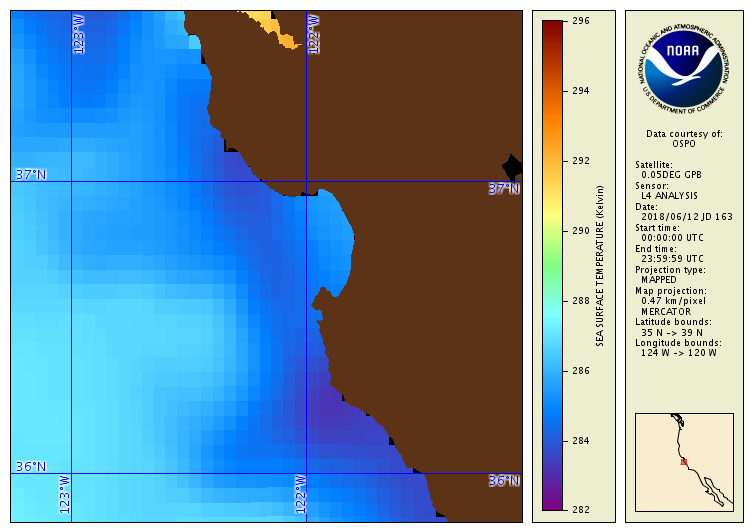 123°W
122°W
37°N
37°N
36°N
36°N
123°W
122°W
296
294
292
290
288
286
284
282
SEA SURFACE TEMPERATURE (Kelvin)
NATIONAL OCEANIC AND ATMOSPHERIC ADMINISTRATION
NOAA
U.S. DEPARTMENT OF COMMERCE
Data courtesy of:
OSPO
Satellite:
0.05DEG GPB
Sensor:
L4 ANALYSIS
Date:
2018/06/12 JD 163
Start time:
00:00:00 UTC
End time:
23:59:59 UTC
Projection type:
MAPPED
Map projection:
0.47 km/pixel
MERCATOR
Latitude bounds:
35 N -> 39 N
Longitude bounds:
124 W -> 120 W